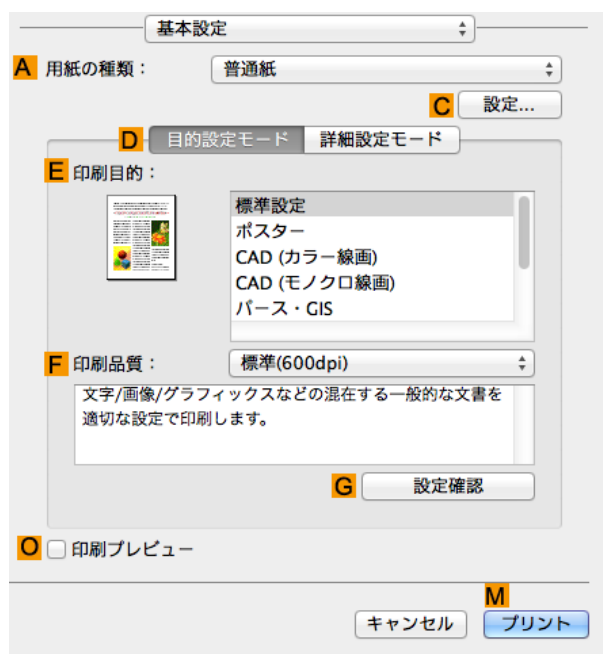 基本設定
A 用紙の種類： 普通紙
C 設定...
D 目的設定モード 詳細設定モード
E 印刷目的：
標準設定
ポスター
CAD (カラー線画)
CAD (モノクロ線画)
パース・GIS
F 印刷品質： 標準(600dpi)
文字/画像/グラフィックスなどの混在する一般的な文書を
適切な設定で印刷します。
G 設定確認
O 印刷プレビュー
M
キャンセル プリント